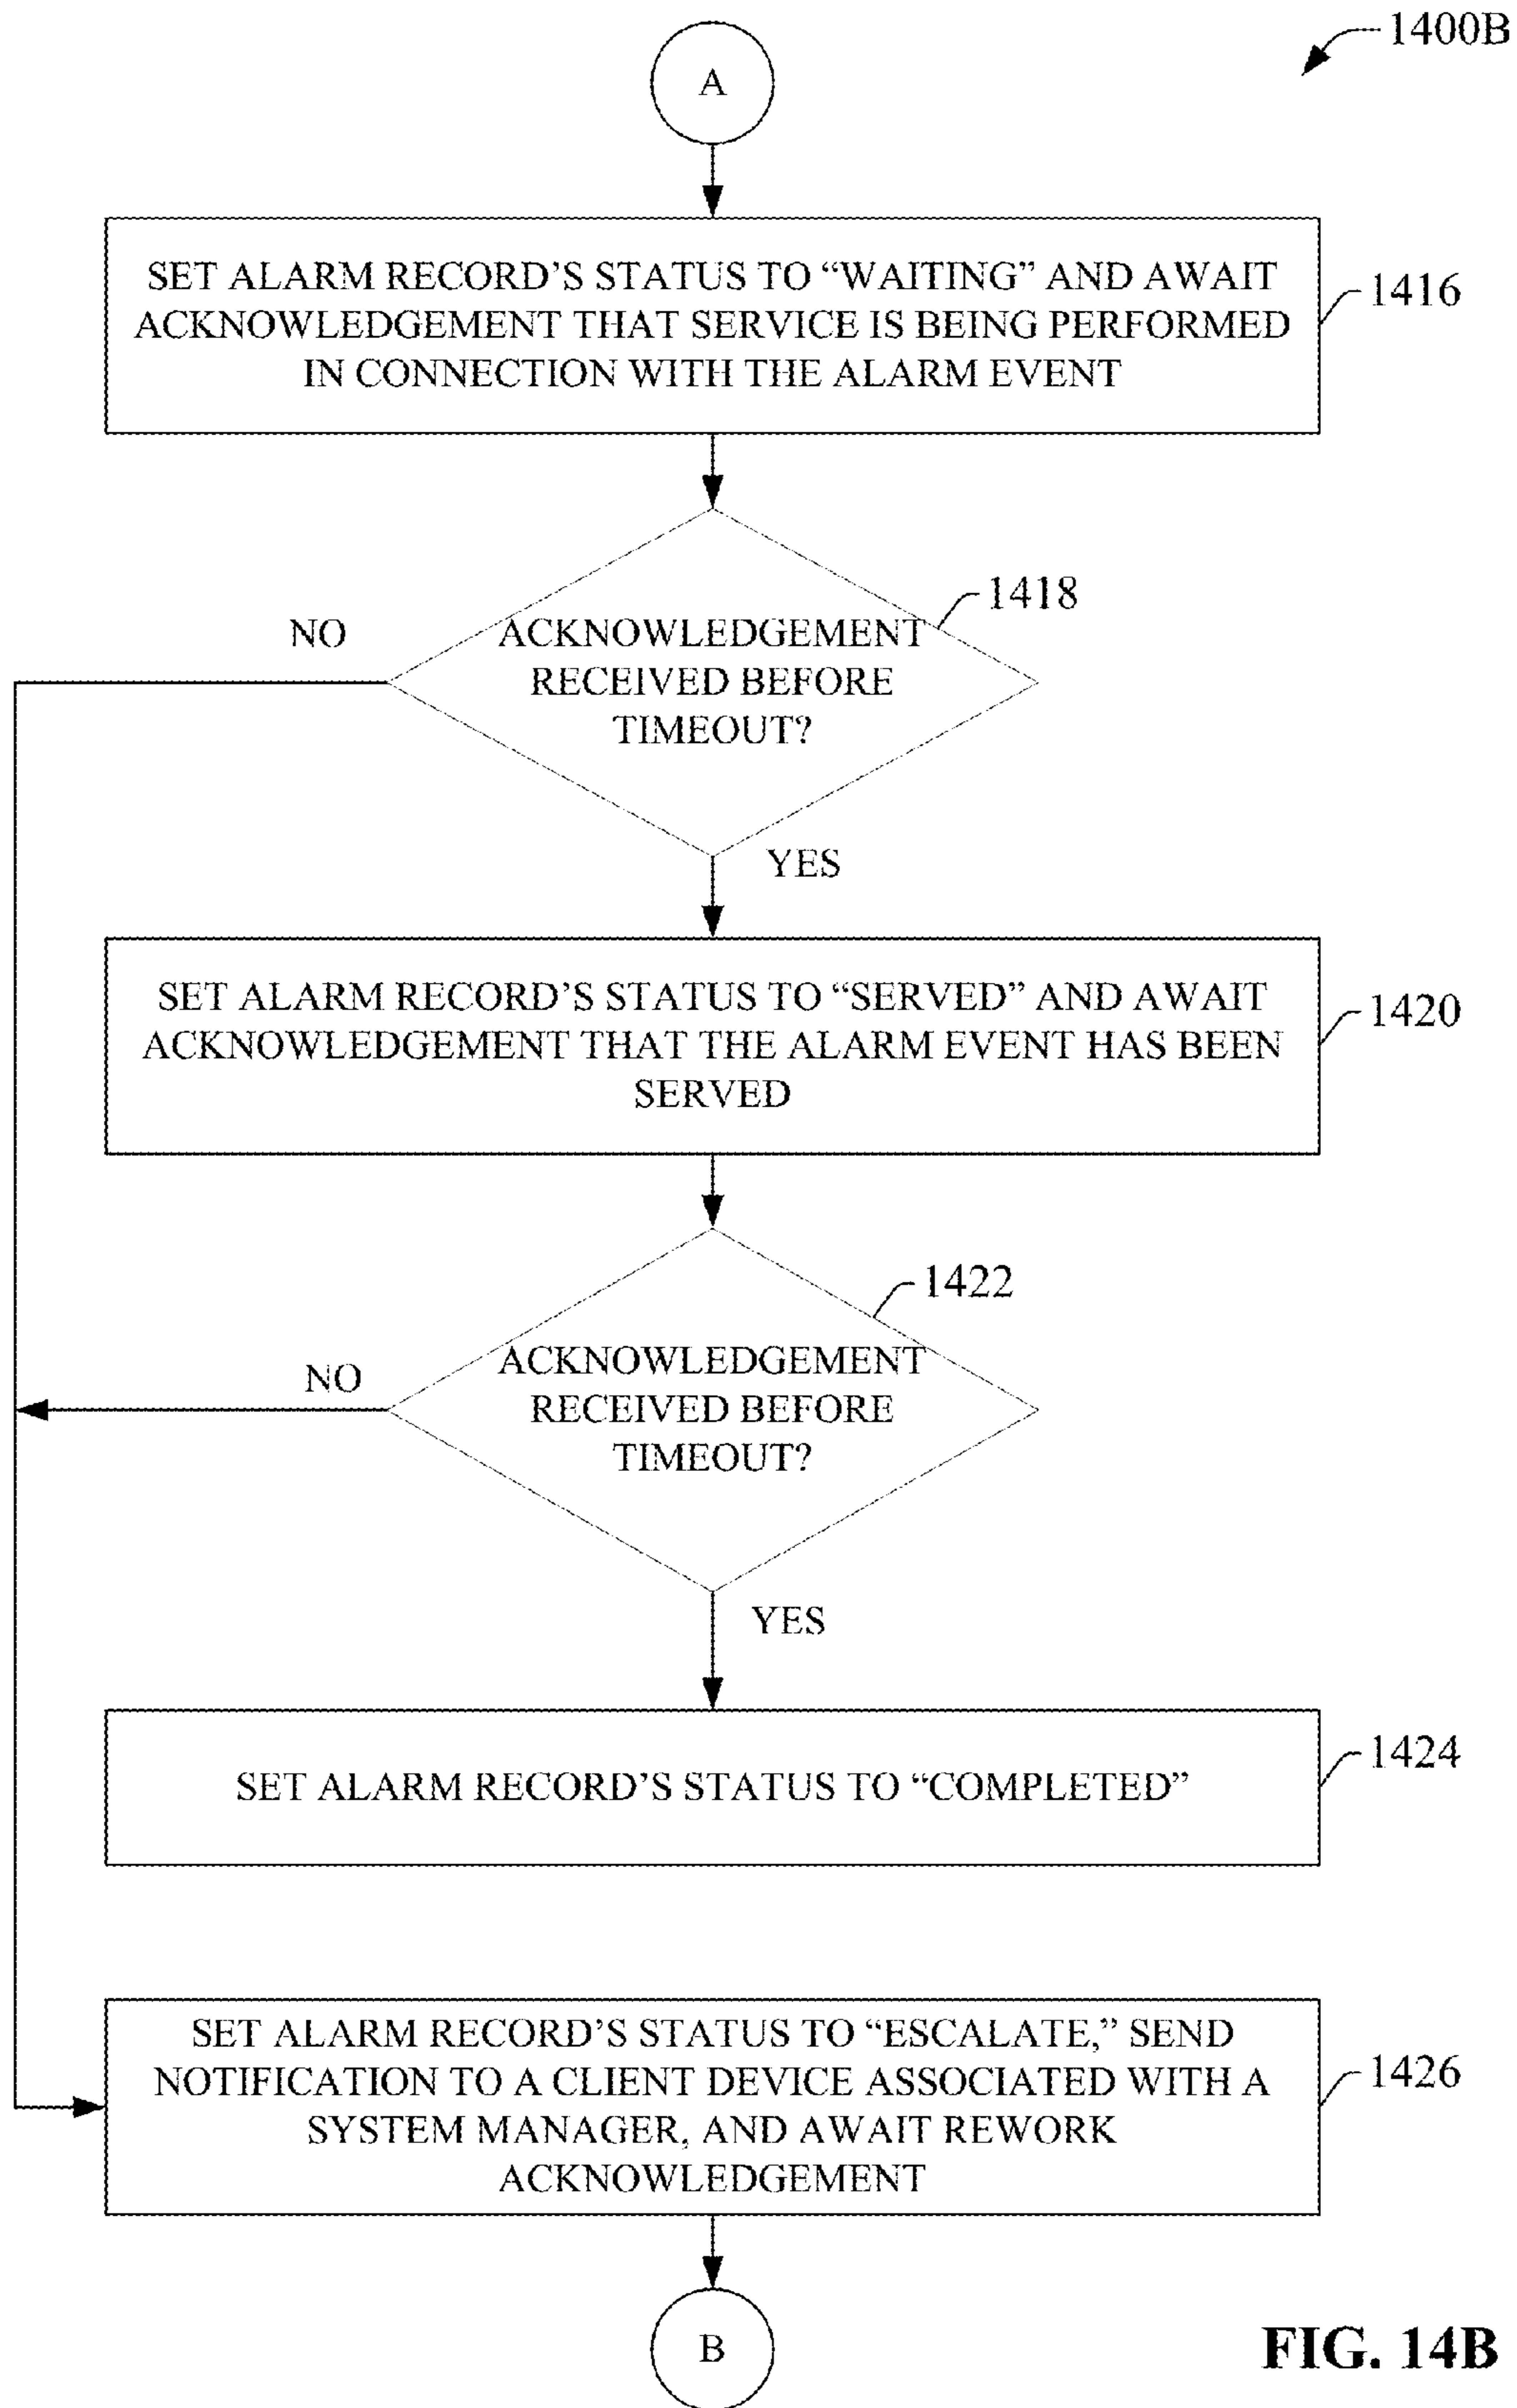 1400B
A
SET ALARM RECORD'S STATUS TO “WAITING” AND AWAIT
ACKNOWLEDGEMENT THAT SERVICE IS BEING PERFORMED
IN CONNECTION WITH THE ALARM EVENT
1416
1418
NO
ACKNOWLEDGEMENT
RECEIVED BEFORE
TIMEOUT?
YES
SET ALARM RECORD'S STATUS TO “SERVED” AND AWAIT
ACKNOWLEDGEMENT THAT THE ALARM EVENT HAS BEEN
SERVED
1420
1422
NO
ACKNOWLEDGEMENT
RECEIVED BEFORE
TIMEOUT?
YES
SET ALARM RECORD'S STATUS TO “COMPLETED”
1424
SET ALARM RECORD'S STATUS TO “ESCALATE,” SEND
NOTIFICATION TO A CLIENT DEVICE ASSOCIATED WITH A
SYSTEM MANAGER, AND AWAIT REWORK
ACKNOWLEDGEMENT
1426
B
FIG. 14B